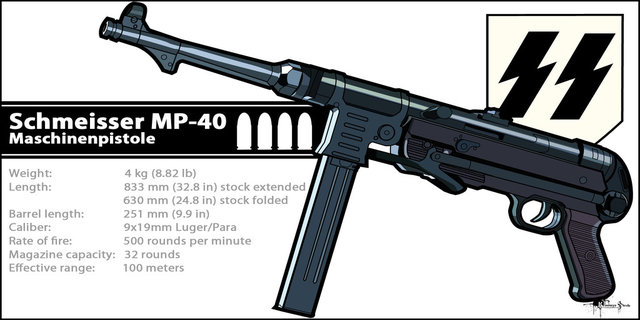 Schmeisser MP-40
Maschinenpistole
Weight: 4 kg (8.82 lb)
Length: 833 mm (32.8 in) stock extended
630 mm (24.8 in) stock folded
Barrel length: 251 mm (9.9 in)
Caliber: 9x19mm Luger/Para
Rate of fire: 500 rounds per minute
Magazine capacity: 32 rounds
Effective range: 100 meters